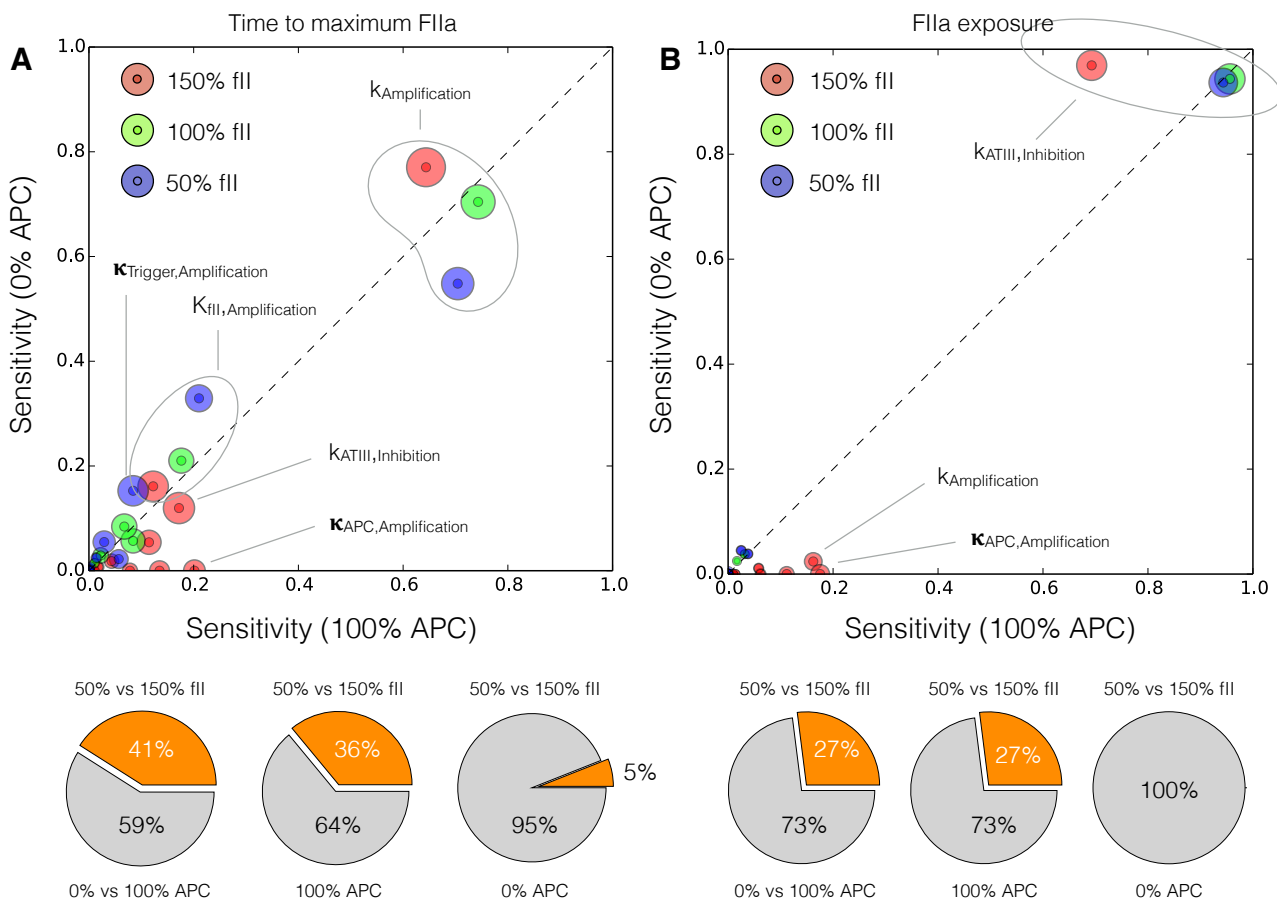 Time to maximum FIIa
A
1.0
150% fII
100% fII
50% fII
kAmplification
0.8
0.6
κTrigger,Amplification
KfII,Amplification
0.4
kATIII,Inhibition
0.2
κAPC,Amplification
0.0
0.0 0.2 0.4 0.6 0.8 1.0
Sensitivity (0% APC)
Sensitivity (100% APC)
FIIa exposure
B
1.0
150% fII
100% fII
50% fII
kATIII,Inhibition
0.8
0.6
0.4
0.2
kAmplification
κAPC,Amplification
0.0
0.0 0.2 0.4 0.6 0.8 1.0
Sensitivity (0% APC)
Sensitivity (100% APC)
50% vs 150% fII
41%
59%
0% vs 100% APC
50% vs 150% fII
36%
64%
100% APC
50% vs 150% fII
5%
95%
0% APC
50% vs 150% fII
27%
73%
0% vs 100% APC
50% vs 150% fII
27%
73%
100% APC
50% vs 150% fII
100%
0% APC